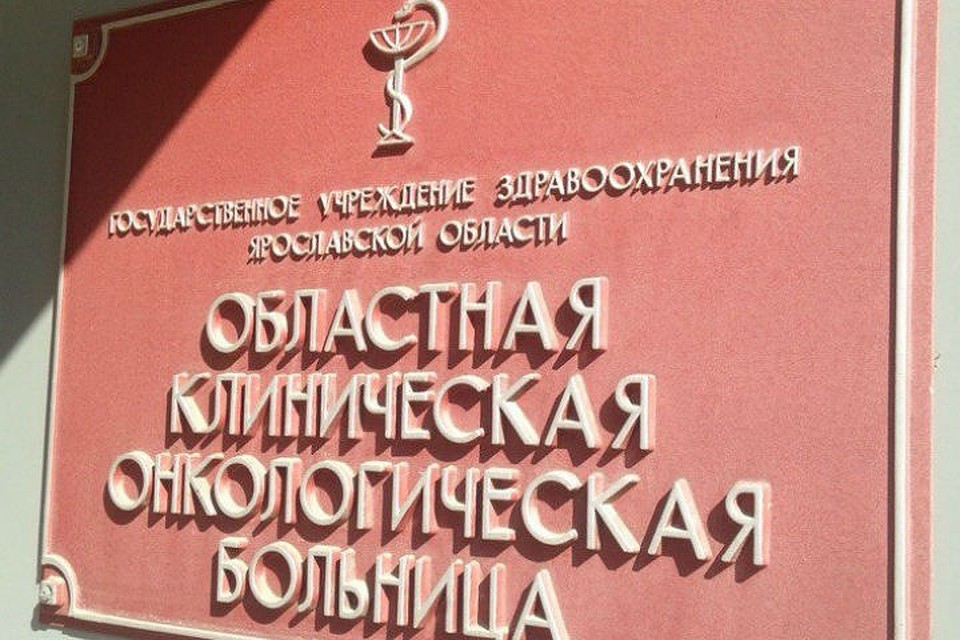 ГОСУДАРСТВЕННОЕ УЧРЕЖДЕНИЕ ЗДРАВООХРАНЕНИЯ
ЯРОСЛАВСКОЙ ОБЛАСТИ
ОБЛАСТНАЯ
КЛИНИЧЕСКАЯ
ОНКОЛОГИЧЕСКАЯ
БОЛЬНИЦА